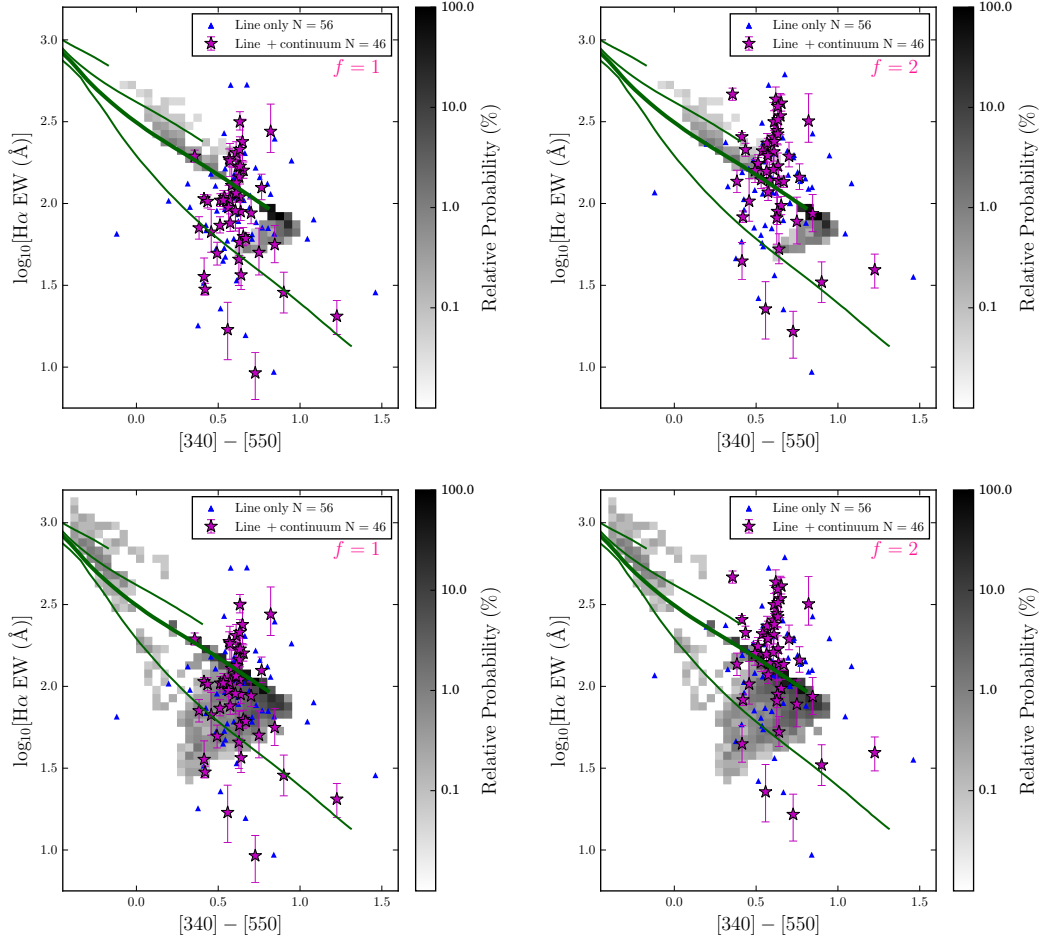 Line only N = 56
Line + continuum N = 46
f = 1
3.0
2.5
2.0
1.5
1.0
log₁₀[Hα EW (Å)]
0.0 0.5 1.0 1.5
[340] − [550]
100.0
10.0
1.0
0.1
Relative Probability (%)
Line only N = 56
Line + continuum N = 46
f = 2
3.0
2.5
2.0
1.5
1.0
log₁₀[Hα EW (Å)]
0.0 0.5 1.0 1.5
[340] − [550]
100.0
10.0
1.0
0.1
Relative Probability (%)
Line only N = 56
Line + continuum N = 46
f = 1
3.0
2.5
2.0
1.5
1.0
log₁₀[Hα EW (Å)]
0.0 0.5 1.0 1.5
[340] − [550]
100.0
10.0
1.0
0.1
Relative Probability (%)
Line only N = 56
Line + continuum N = 46
f = 2
3.0
2.5
2.0
1.5
1.0
log₁₀[Hα EW (Å)]
0.0 0.5 1.0 1.5
[340] − [550]
100.0
10.0
1.0
0.1
Relative Probability (%)